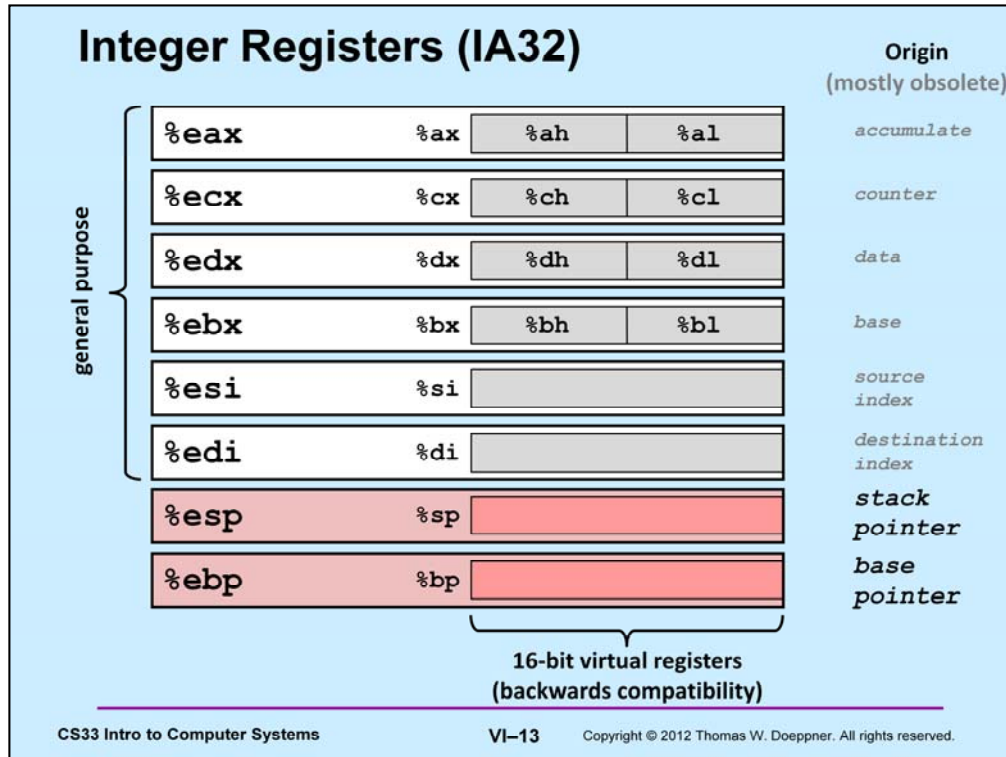 Integer Registers (IA32)
Origin
(mostly obsolete)
general purpose
%eax %ax %ah %al accumulate
%ecx %cx %ch %cl counter
%edx %dx %dh %dl data
%ebx %bx %bh %bl base
%esi %si source
index
%edi %di destination
index
%esp %sp stack
pointer
%ebp %bp base
pointer
16-bit virtual registers
(backwards compatibility)
CS33 Intro to Computer Systems VI–13 Copyright © 2012 Thomas W. Doeppner. All rights reserved.